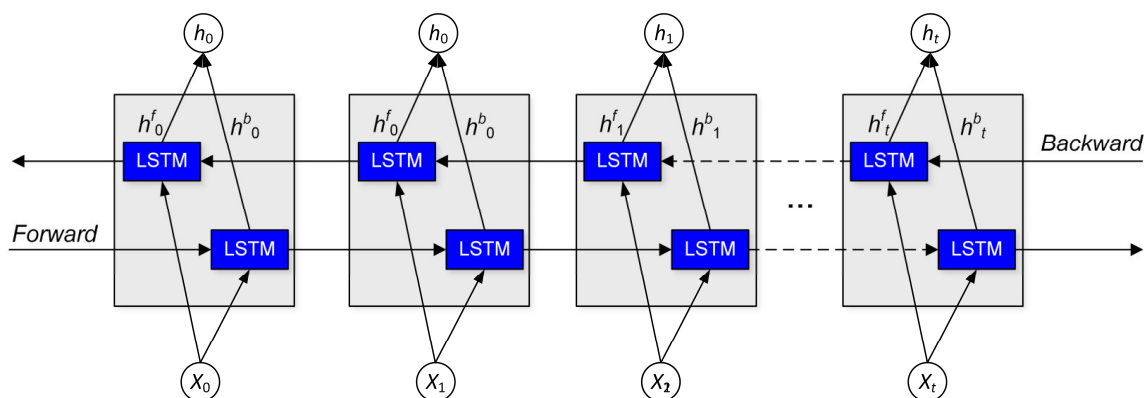 h0 h0 h1 ht
hf0 hb0 hf0 hb0 hf1 hb1 hft hbt
LSTM LSTM LSTM LSTM Backward
...
Forward LSTM LSTM LSTM LSTM
X0 X1 X2 Xt